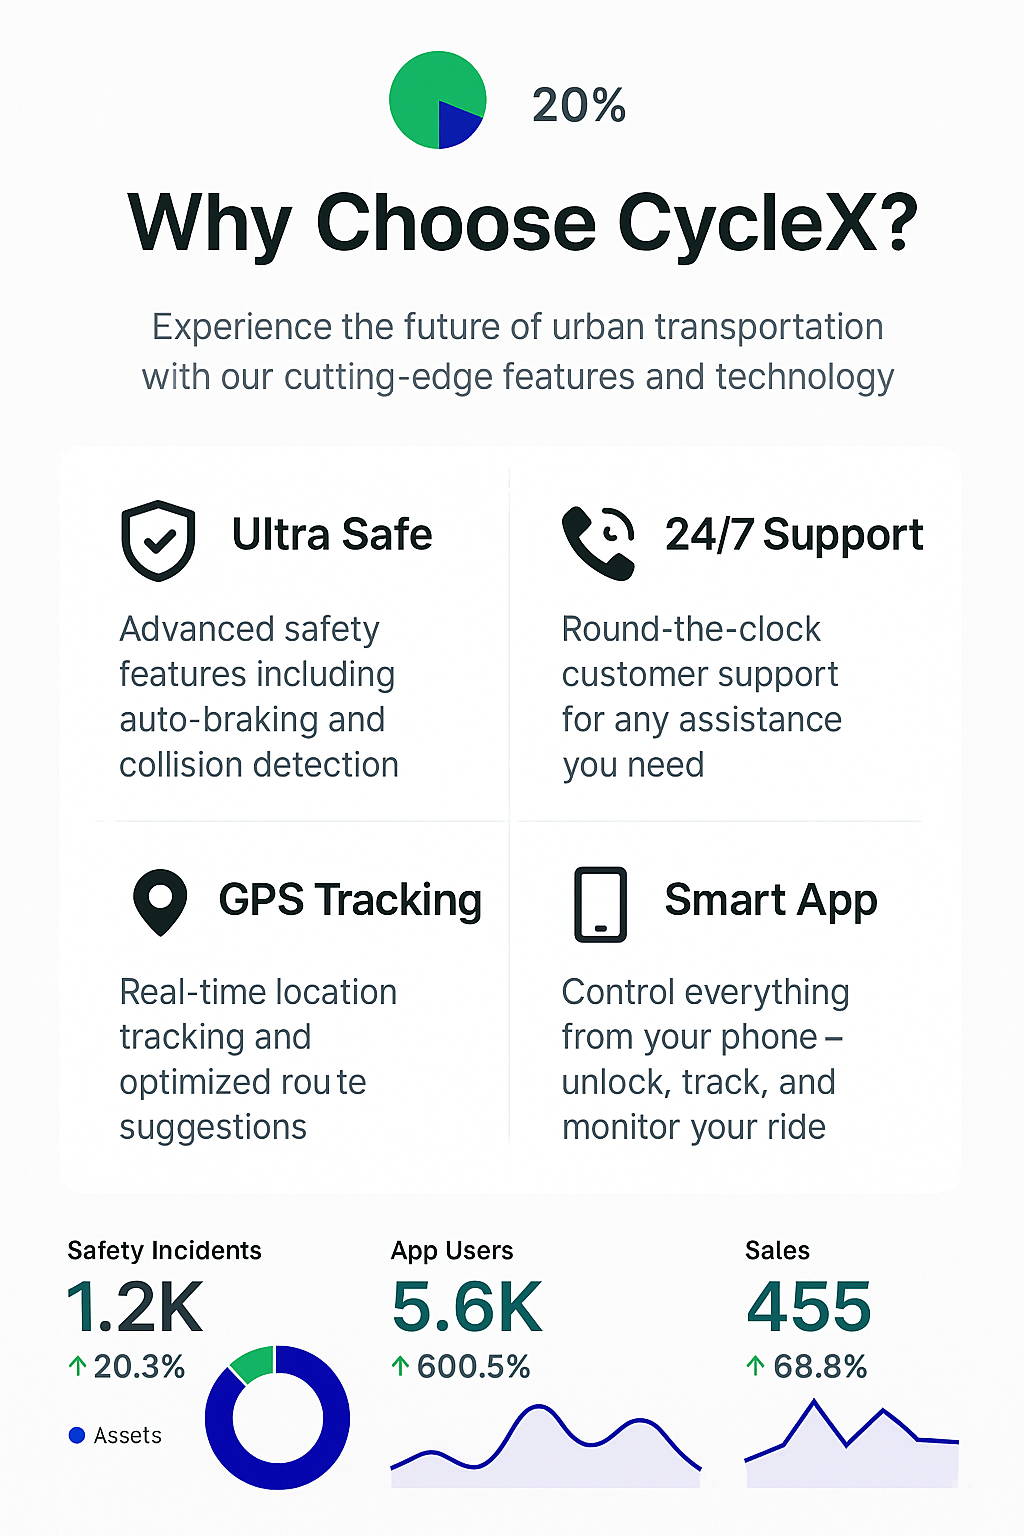 20%
Why Choose CycleX?
Experience the future of urban transportation
with our cutting-edge features and technology
Ultra Safe
Advanced safety
features including
auto-braking and
collision detection
24/7 Support
Round-the-clock
customer support
for any assistance
you need
GPS Tracking
Real-time location
tracking and
optimized route
suggestions
Smart App
Control everything
from your phone –
unlock, track, and
monitor your ride
Safety Incidents
1.2K
↑ 20.3%
Assets
App Users
5.6K
↑ 600.5%
Sales
455
↑ 68.8%